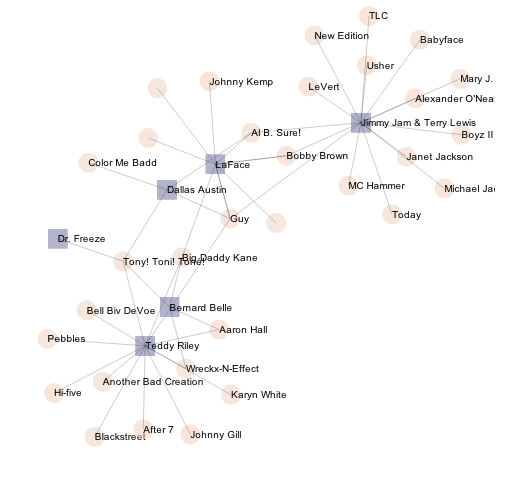 TLC
New Edition
Babyface
Usher
Mary J.
Johnny Kemp
LeVert
Alexander O'Neal
Jimmy Jam & Terry Lewis
Al B. Sure!
Boyz II
Bobby Brown
Janet Jackson
Color Me Badd
LaFace
MC Hammer
Michael Jac
Dallas Austin
Today
Guy
Dr. Freeze
Big Daddy Kane
Tony! Toni! Toné!
Bernard Belle
Bell Biv DeVoe
Aaron Hall
Pebbles
Teddy Riley
Wreckx-N-Effect
Another Bad Creation
Hi-five
Karyn White
After 7
Johnny Gill
Blackstreet